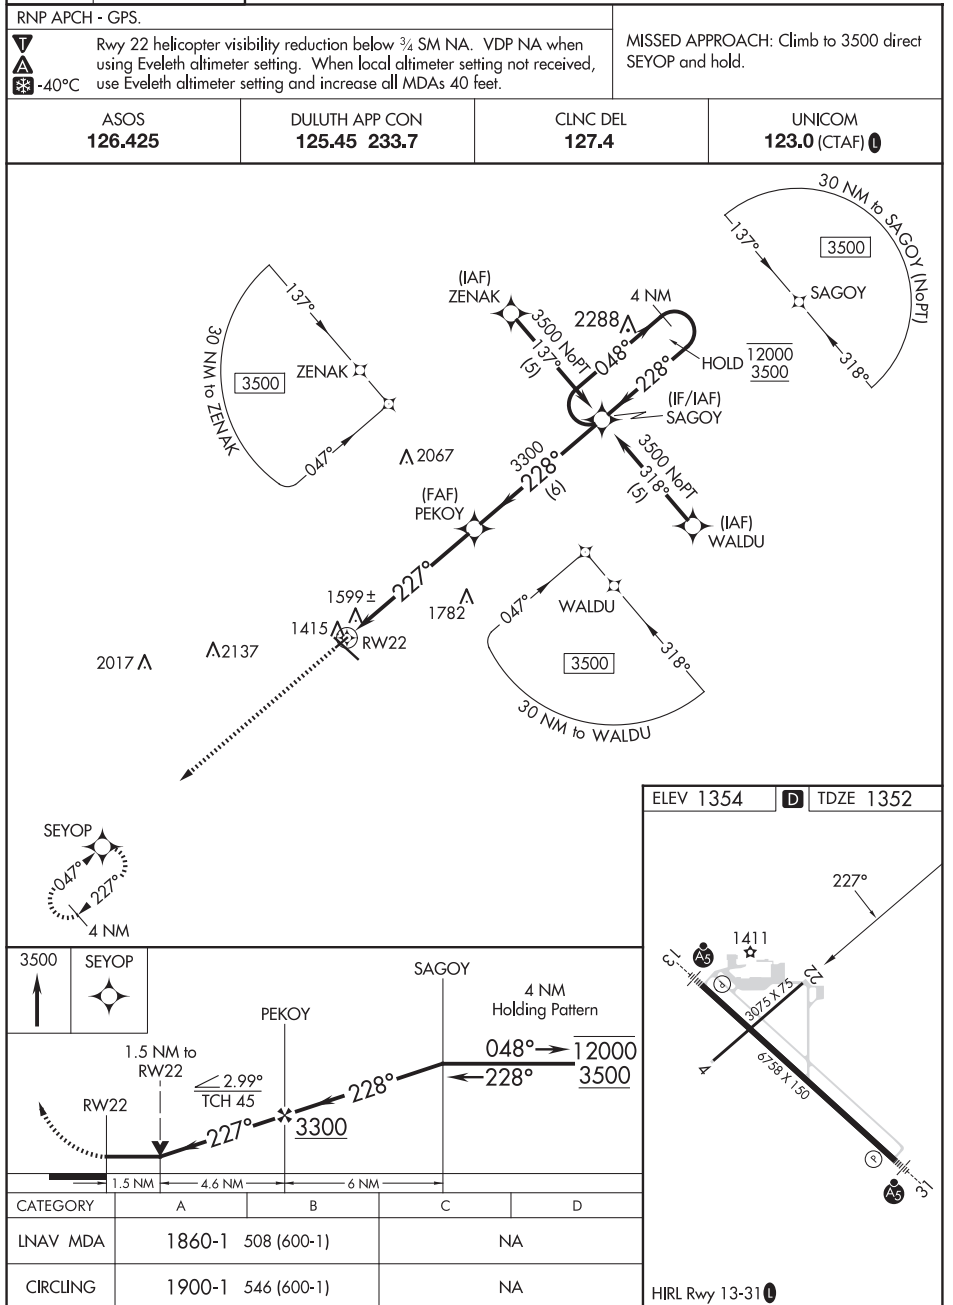 RNP APCH - GPS.
T
A
-40°C
Rwy 22 helicopter visibility reduction below ¾ SM NA. VDP NA when
using Eveleth altimeter setting. When local altimeter setting not received,
use Eveleth altimeter setting and increase all MDAs 40 feet.
MISSED APPROACH: Climb to 3500 direct
SEYOP and hold.
ASOS
126.425
DULUTH APP CON
125.45 233.7
CLNC DEL
127.4
UNICOM
123.0 (CTAF) L
30 NM to SAGOY (NoPT)
137°
3500
SAGOY
318°
(IAF)
ZENAK
3500 NoPT
137°
(5)
2288
4 NM
048°
HOLD
12000
3500
228°
(IF/IAF)
SAGOY
137°
30 NM to ZENAK
3500
ZENAK
047°
2067
3300
228°
(6)
3500 NoPT
318°
(5)
(FAF)
PEKOY
(IAF)
WALDU
227°
1599±
1782
1415
RW22
2017
2137
WALDU
047°
318°
3500
30 NM to WALDU
SEYOP
047°
227°
4 NM
ELEV 1354
D
TDZE 1352
227°
1411
A5
13
P
22
3075 X 75
4
6758 X 150
P
31
A5
HIRL Rwy 13-31 L
3500
SEYOP
SAGOY
4 NM
Holding Pattern
PEKOY
1.5 NM to
RW22
2.99°
TCH 45
048°
12000
228°
3500
228°
RW22
227°
3300
1.5 NM
4.6 NM
6 NM
CATEGORY A B C D
LNAV MDA 1860-1 508 (600-1) NA
CIRCLING 1900-1 546 (600-1) NA